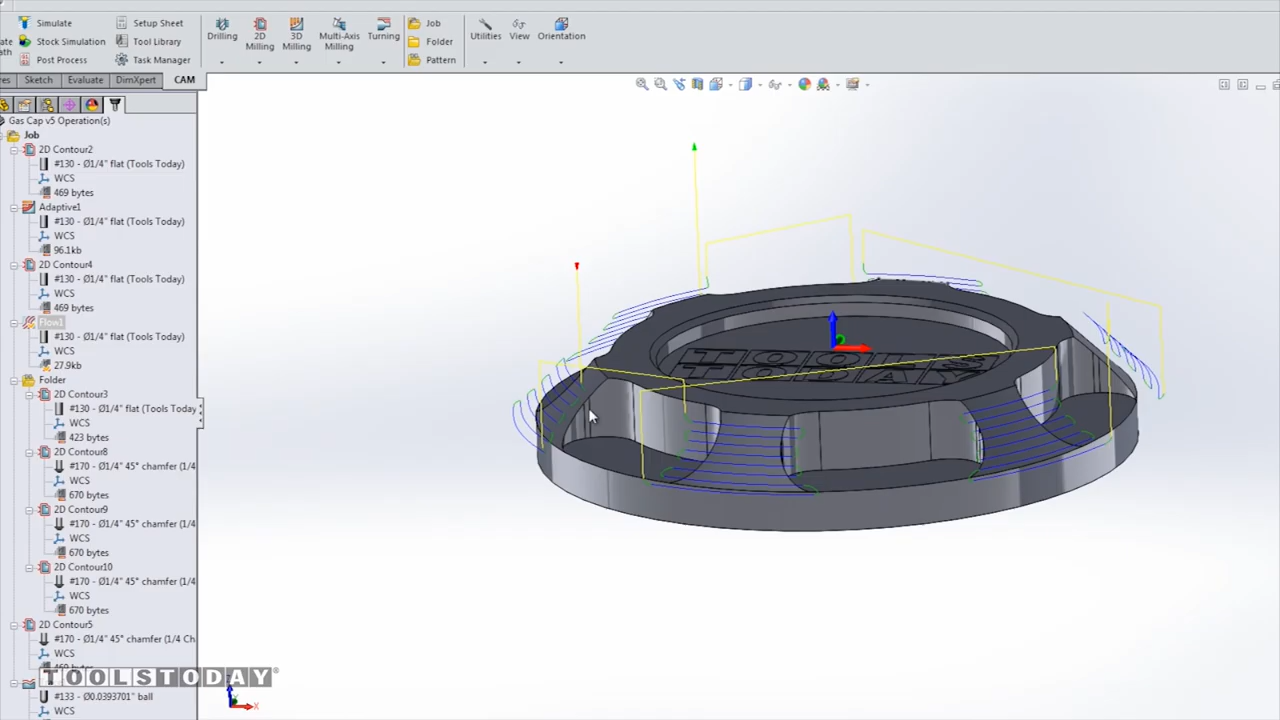 Simulate
Setup Sheet
Stock Simulation
Tool Library
Post Process
Task Manager
Drilling
2D Milling
3D Milling
Multi-Axis Milling
Turning
Job
Folder
Pattern
Utilities
View
Orientation
Sketch
Evaluate
DimXpert
CAM
Gas Cap v5 Operation(s)
Job
2D Contour2
#130 - Ø1/4" flat (Tools Today)
WCS
469 bytes
Adaptive1
#130 - Ø1/4" flat (Tools Today)
WCS
96.1kb
2D Contour4
#130 - Ø1/4" flat (Tools Today)
WCS
469 bytes
Flow1
#130 - Ø1/4" flat (Tools Today)
WCS
27.9kb
Folder
2D Contour3
#130 - Ø1/4" flat (Tools Today
WCS
423 bytes
2D Contour8
#170 - Ø1/4" 45° chamfer (1/4
WCS
670 bytes
2D Contour9
#170 - Ø1/4" 45° chamfer (1/4
WCS
670 bytes
2D Contour10
#170 - Ø1/4" 45° chamfer (1/4
WCS
670 bytes
2D Contour5
#170 - Ø1/4" 45° chamfer (1/4 Ch
WCS
TOOLSTODAY®
#133 - Ø0.0393701" ball
WCS
TOOLS
TODAY
X